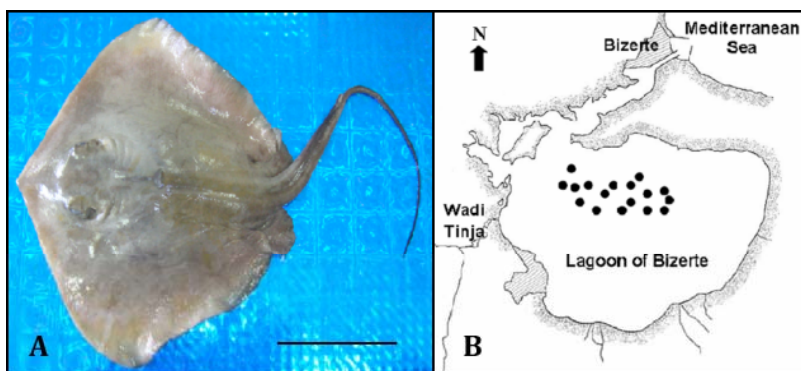 N
Bizerte
Mediterranean
Sea
Wadi
Tinja
Lagoon of Bizerte
A
B